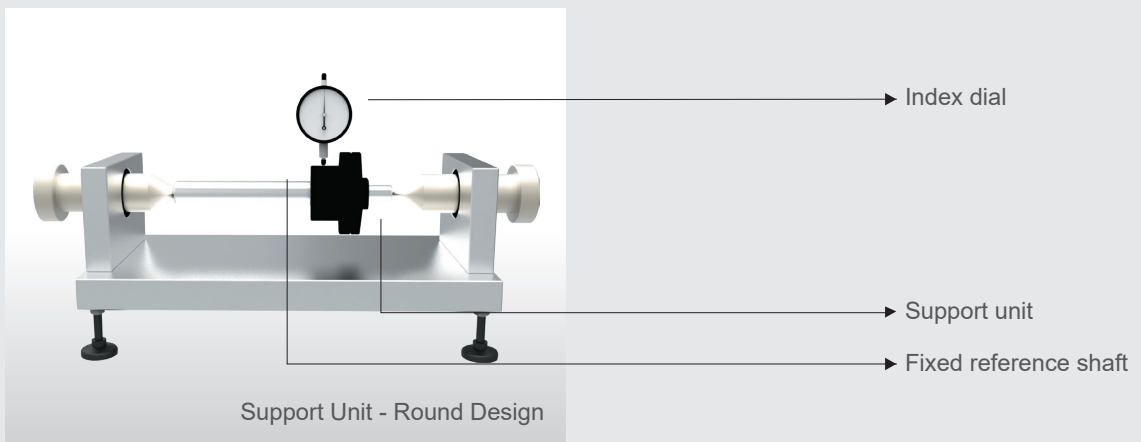 Index dial
Support unit
Fixed reference shaft
Support Unit - Round Design